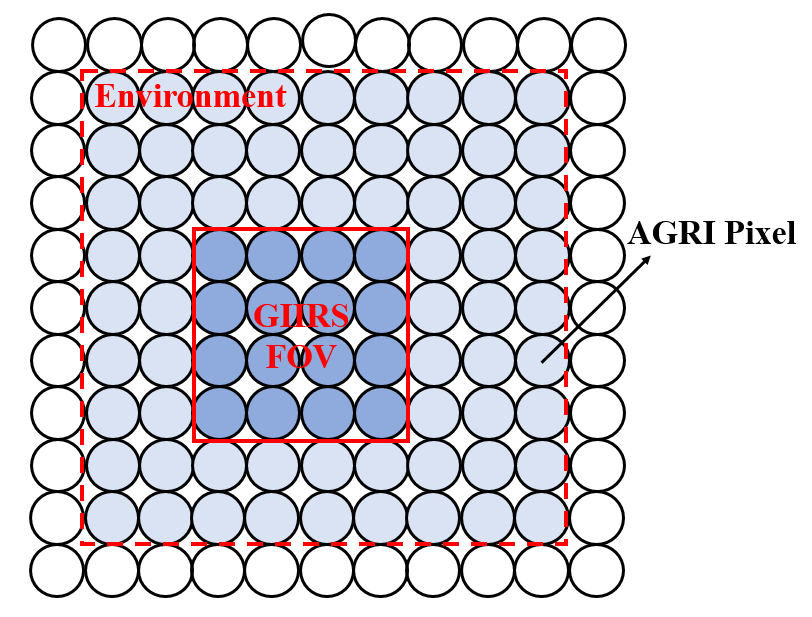 Environment
AGRI Pixel
GIIRS
FOV